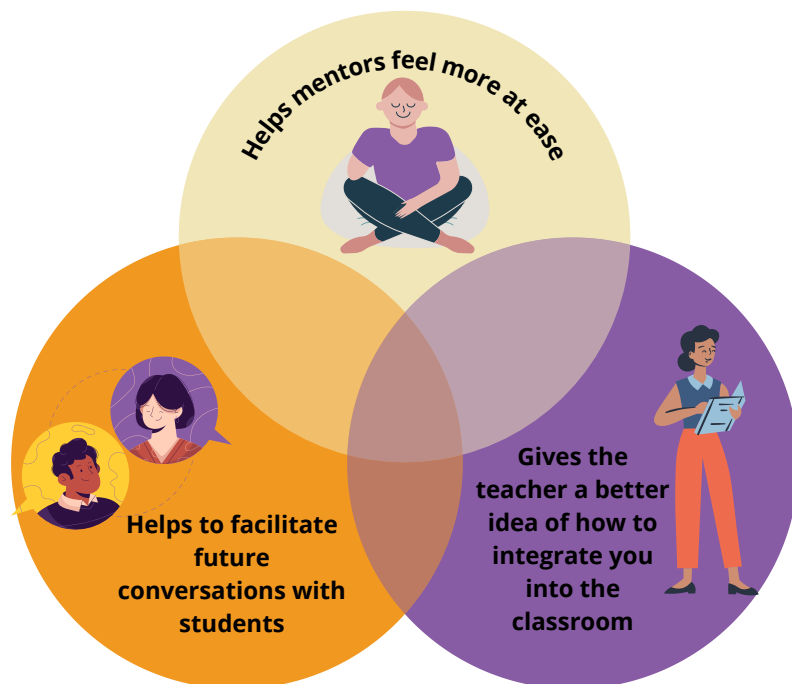 Helps mentors feel more at ease
Helps to facilitate
future
conversations with
students
Gives the
teacher a better
idea of how to
integrate you
into the
classroom